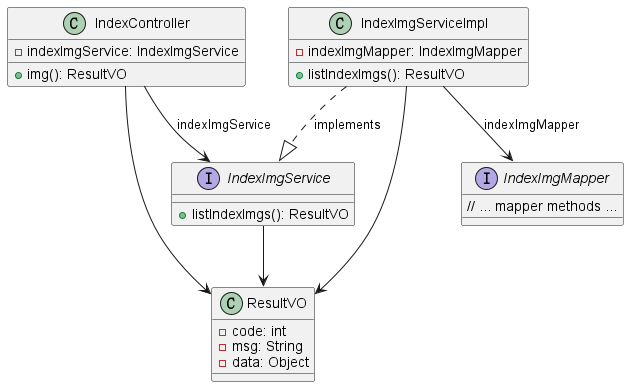 C IndexController
indexImgService: IndexImgService
img(): ResultVO
C IndexImgServiceImpl
indexImgMapper: IndexImgMapper
listIndexImgs(): ResultVO
indexImgService
implements
indexImgMapper
I IndexImgService
listIndexImgs(): ResultVO
I IndexImgMapper
// ... mapper methods ...
C ResultVO
code: int
msg: String
data: Object